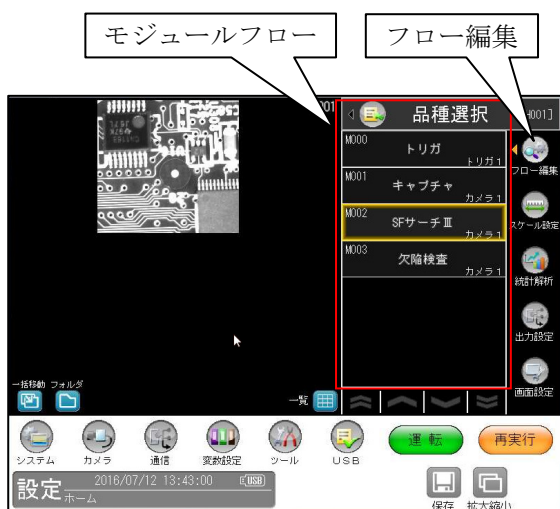 モジュールフロー
フロー編集
品種選択
M000
トリガ
トリガ1
M001
キャプチャ
カメラ1
M002
SFサーチⅢ
カメラ1
M003
欠陥検査
カメラ1
フロー編集
スケール設定
統計解析
出力設定
画面設定
一括移動
フォルダ
一覧
システム
カメラ
通信
変数設定
ツール
USB
運転
再実行
設定
ホーム
2016/07/12 13:43:00
USB
保存
拡大縮小